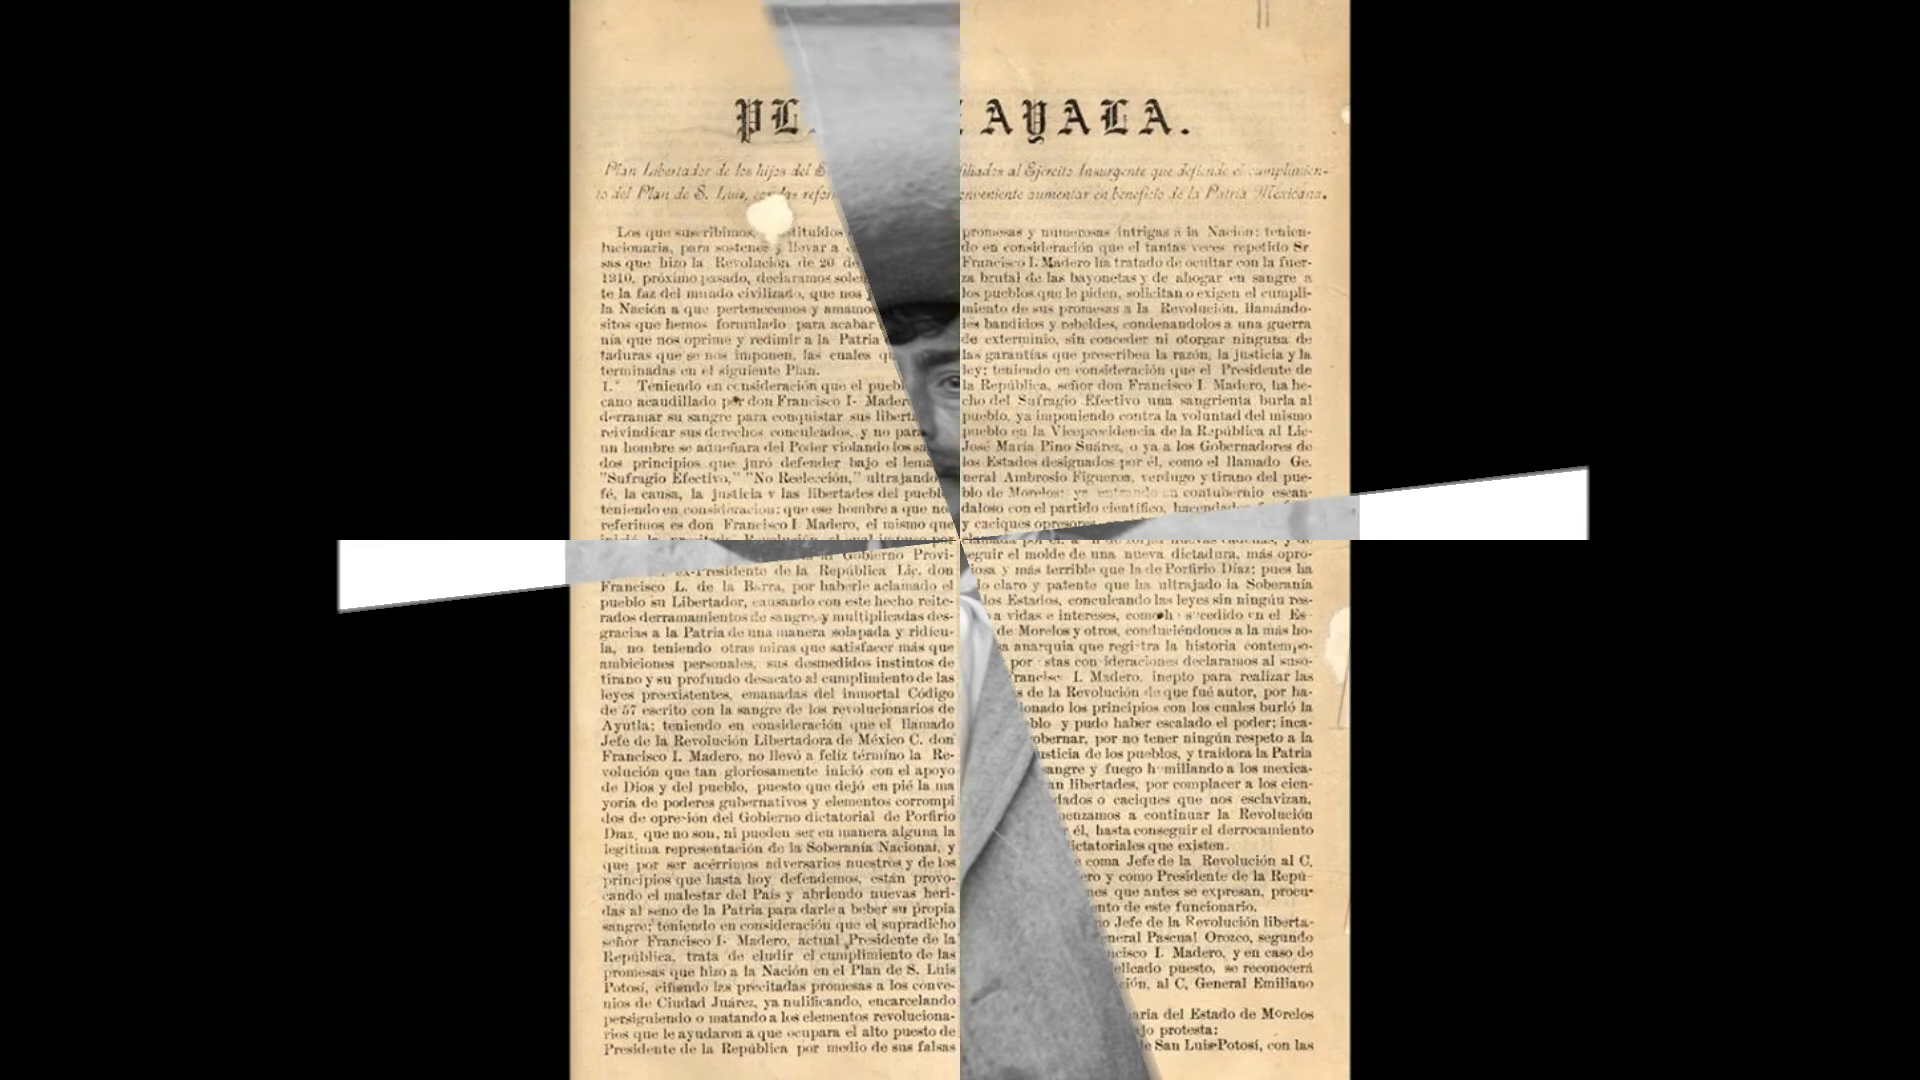 PL
AYALA.
Plan Libertador de los hijos del
filiados al Ejército Insurgente que defiende el cumplimien-
to del Plan de S. Luis, con las refor
conveniente aumentar en beneficio de la Patria Mexicana.
Los que suscribimos, constituidos
lucionaria, para sostener y llevar a
sas que hizo la Revolución de 20 de
1910, próximo pasado, declaramos solem
te la faz del mundo civilizado, que nos
la Nación a que pertenecemos y amamos
sitos que hemos formulado para acabar
nía que nos oprime y redimir a la Patria
taduras que se nos imponen, las cuales
terminadas en el siguiente Plan.
1.° Teniendo en consideración que el puebl
cano acaudillado por don Francisco I- Madero
derramar su sangre para conquistar sus liberta
reivindicar sus derechos conculcados, y no para
un hombre se adueñara del Poder violando los sa
dos principios que juró defender bajo el lema
"Sufragio Efectivo," "No Reelección," ultrajando
fé, la causa, la justicia y las libertades del puebl
teniendo en consideracion: que ese hombre a que no
referimos es don Francisco I. Madero, el mismo que
Gobierno Provi-
ex-Presidente de la República Lic. don
Francisco L. de la Barra, por haberle aclamado el
pueblo su Libertador, causando con este hecho reite-
rados derramamientos de sangre, y multiplicadas des-
gracias a la Patria de una manera solapada y ridícu-
la, no teniendo otras miras que satisfacer más que
ambiciones personales, sus desmedidos instintos de
tirano y su profundo desacato al cumplimiento de las
leyes preexistentes, emanadas del inmortal Código
de 57 escrito con la sangre de los revolucionarios de
Ayutla; teniendo en consideración que el llamado
Jefe de la Revolución Libertadora de México C. don
Francisco I. Madero, no llevó a feliz término la Re-
volución que tan gloriosamente inició con el apoyo
de Dios y del pueblo, puesto que dejó en pié la ma
yoría de poderes gubernativos y elementos corrompi
dos de opresión del Gobierno dictatorial de Porfirio
Díaz, que no son, ni pueden ser en manera alguna la
legítima representación de la Soberanía Nacional, y
que por ser acérrimos adversarios nuestros y de los
principios que hasta hoy defendemos, están provo-
cando el malestar del País y abriendo nuevas heri-
das al seno de la Patria para darle a beber su propia
sangre; teniendo en consideración que el supradicho
señor Francisco I- Madero, actual Presidente de la
República, trata de eludir el cumplimiento de las
promesas que hizo a la Nación en el Plan de S. Luis
Potosí, ciñendo las precitadas promesas a los conve-
nios de Ciudad Juárez, ya nulificando, encarcelando
persiguiendo o matando a los elementos revoluciona-
rios que le ayudaron a que ocupara el alto puesto de
Presidente de la República por medio de sus falsas
promesas y numerosas intrigas a la Nación: tenien-
do en consideración que el tantas veces repetido Sr.
Francisco I. Madero ha tratado de ocultar con la fuer-
za brutal de las bayonetas y de ahogar en sangre a
los pueblos que le piden, solicitan o exigen el cumpli-
miento de sus promesas a la Revolución, llamándo-
les bandidos y rebeldes, condenandolos a una guerra
de exterminio, sin conceder ni otorgar ninguna de
las garantías que prescriben la razón, la justicia y la
ley; teniendo en consideración que el Presidente de
la República, señor don Francisco I. Madero, ha he-
cho del Sufragio Efectivo una sangrienta burla al
pueblo, ya imponiendo contra la voluntad del mismo
pueblo en la Vicepresidencia de la República al Lic-
José María Pino Suárez, o ya a los Gobernadores de
los Estados designados por él, como el llamado Ge.
neral Ambrosio Figueroa, verdugo y tirano del pue-
blo de Morelos; ya entrando en contubernio escan-
daloso con el partido científico, hacendados
y caciques opresores
seguir el molde de una nueva dictadura, más opro-
biosa y más terrible que la de Porfirio Díaz; pues ha
do claro y patente que ha ultrajado la Soberanía
los Estados, conculcando las leyes sin ningún res-
a vidas e intereses, como ha sucedido en el Es-
de Morelos y otros, conduciéndonos a la más ho-
a anarquia que registra la historia contempo-
por estas consideraciones declaramos al suso-
Francisco I. Madero, inepto para realizar las
s de la Revolución de que fué autor, por ha-
ionado los principios con los cuales burló la
eblo y pudo haber escalado el poder; inca-
obernar, por no tener ningún respeto a la
usticia de los pueblos, y traidora la Patria
angre y fuego humillando a los mexica-
an libertades, por complacer a los cien-
dados o caciques que nos esclavizan,
enzamos a continuar la Revolución
él, hasta conseguir el derrocamiento
ictatoriales que existen.
coma Jefe de la Revolución al C.
ero y como Presidente de la Repú-
nes que antes se expresan, procu-
ento de este funcionario.
o Jefe de la Revolución liberta-
neral Pascual Orozco, segundo
ncisco I. Madero, y en caso de
elicado puesto, se reconocerá
ción, al C, General Emiliano
aria del Estado de Morelos
jo protesta:
e San Luis Potosí, con las